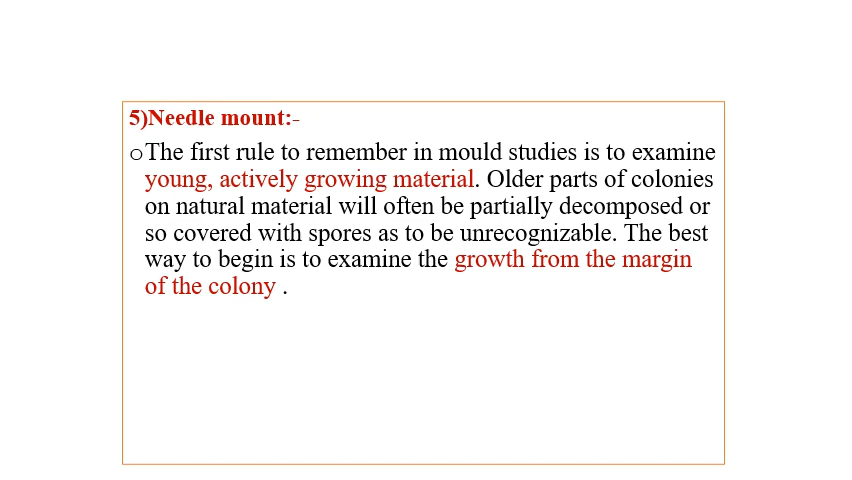 5)Needle mount:-
oThe first rule to remember in mould studies is to examine
young, actively growing material. Older parts of colonies
on natural material will often be partially decomposed or
so covered with spores as to be unrecognizable. The best
way to begin is to examine the growth from the margin
of the colony .